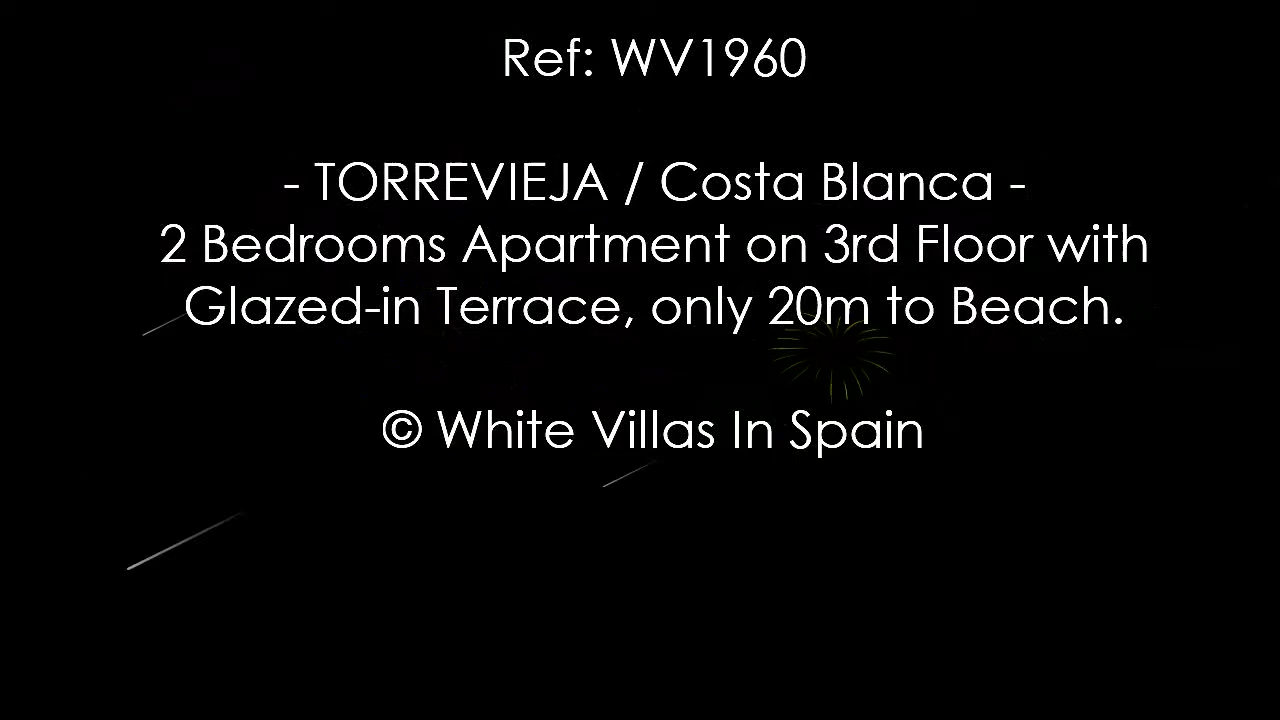 Ref: WV1960
- TORREVIEJA / Costa Blanca -
2 Bedrooms Apartment on 3rd Floor with
Glazed-in Terrace, only 20m to Beach.
© White Villas In Spain